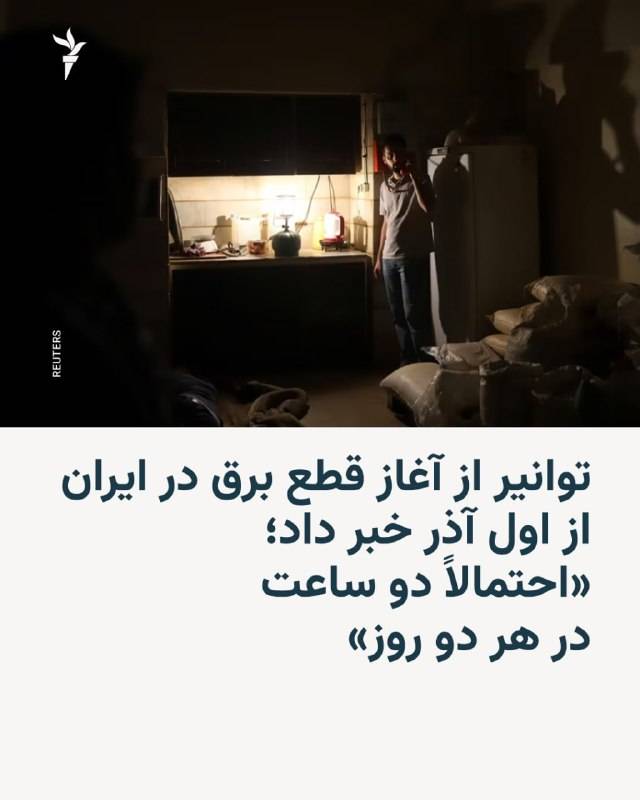 REUTERS
توانیر از آغاز قطع برق در ایران
از اول آذر خبر داد؛
«احتمالاً دو ساعت
در هر دو روز»